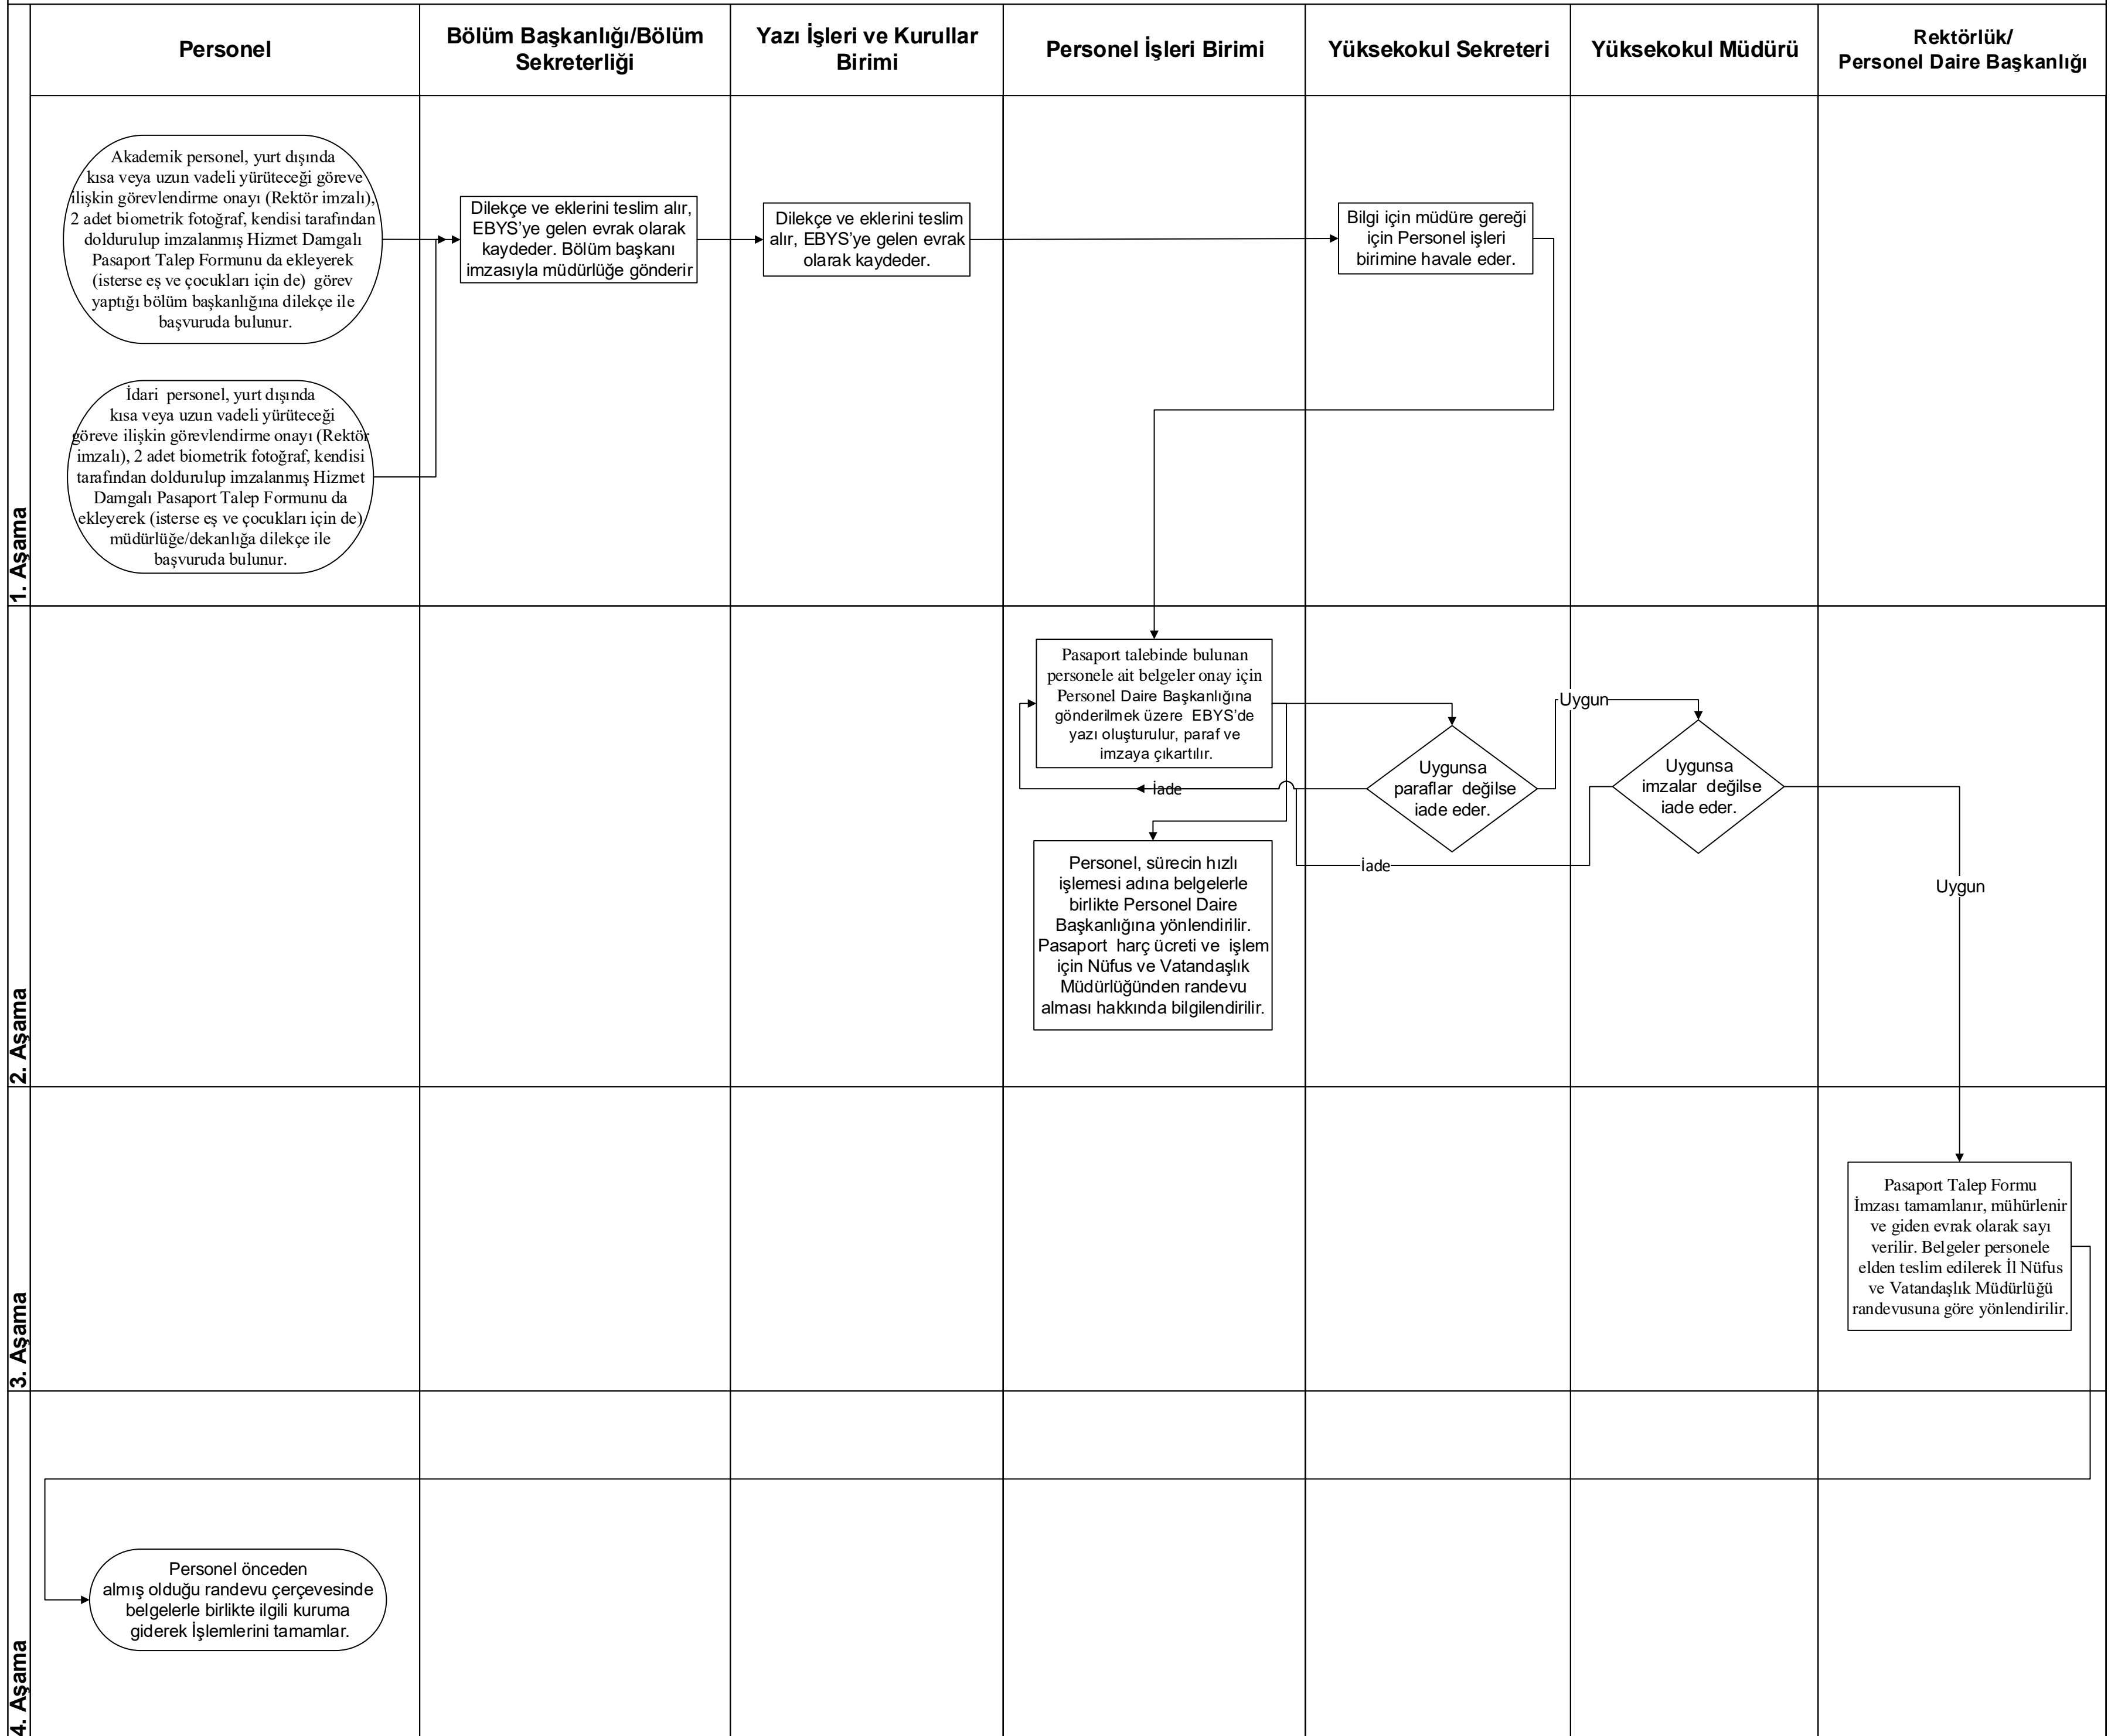 Personel
Bölüm Başkanlığı/Bölüm
Sekreterliği
Yazı İşleri ve Kurullar
Birimi
Personel İşleri Birimi
Yüksekokul Sekreteri
Yüksekokul Müdürü
Rektörlük/
Personel Daire Başkanlığı
1. Aşama
Akademik personel, yurt dışında
kısa veya uzun vadeli yürüteceği göreve
ilişkin görevlendirme onayı (Rektör imzalı),
2 adet biometrik fotoğraf, kendisi tarafından
doldurulup imzalanmış Hizmet Damgalı
Pasaport Talep Formunu da ekleyerek
(isterse eş ve çocukları için de) görev
yaptığı bölüm başkanlığına dilekçe ile
başvuruda bulunur.
Dilekçe ve eklerini teslim alır,
EBYS’ye gelen evrak olarak
kaydeder. Bölüm başkanı
imzasıyla müdürlüğe gönderir
Dilekçe ve eklerini teslim
alır, EBYS’ye gelen evrak
olarak kaydeder.
Bilgi için müdüre gereği
için Personel işleri
birimine havale eder.
İdari personel, yurt dışında
kısa veya uzun vadeli yürüteceği
göreve ilişkin görevlendirme onayı (Rektör
imzalı), 2 adet biometrik fotoğraf, kendisi
tarafından doldurulup imzalanmış Hizmet
Damgalı Pasaport Talep Formunu da
ekleyerek (isterse eş ve çocukları için de)
müdürlüğe/dekanlığa dilekçe ile
başvuruda bulunur.
2. Aşama
Pasaport talebinde bulunan
personele ait belgeler onay için
Personel Daire Başkanlığına
gönderilmek üzere EBYS’de
yazı oluşturulur, paraf ve
imzaya çıkartılır.
Uygunsa
paraflar değilse
iade eder.
Uygun
Uygunsa
imzalar değilse
iade eder.
İade
İade
Uygun
Personel, sürecin hızlı
işlemesi adına belgelerle
birlikte Personel Daire
Başkanlığına yönlendirilir.
Pasaport harç ücreti ve işlem
için Nüfus ve Vatandaşlık
Müdürlüğünden randevu
alması hakkında bilgilendirilir.
3. Aşama
Pasaport Talep Formu
İmzası tamamlanır, mühürlenir
ve giden evrak olarak sayı
verilir. Belgeler personele
elden teslim edilerek İl Nüfus
ve Vatandaşlık Müdürlüğü
randevusuna göre yönlendirilir.
4. Aşama
Personel önceden
almış olduğu randevu çerçevesinde
belgelerle birlikte ilgili kuruma
giderek İşlemlerini tamamlar.